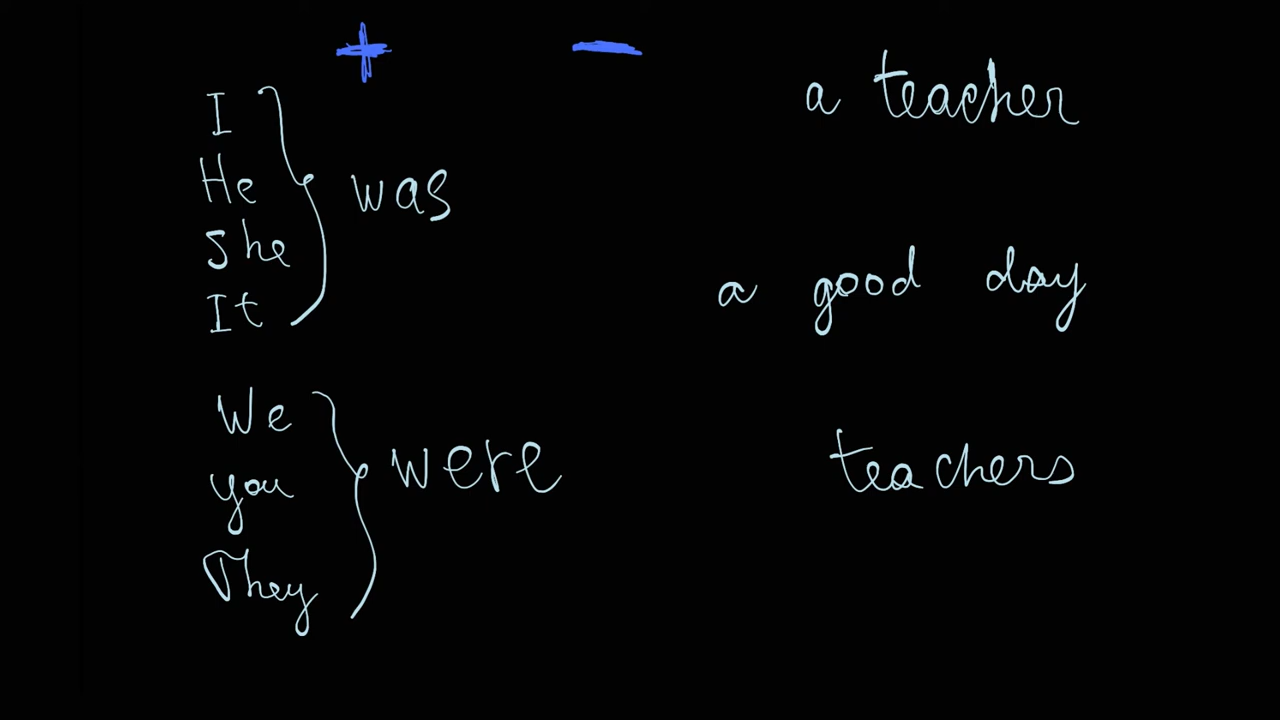 + -
a teacher
I
He
was
She
It
a good day
We
you
were
teachers
They